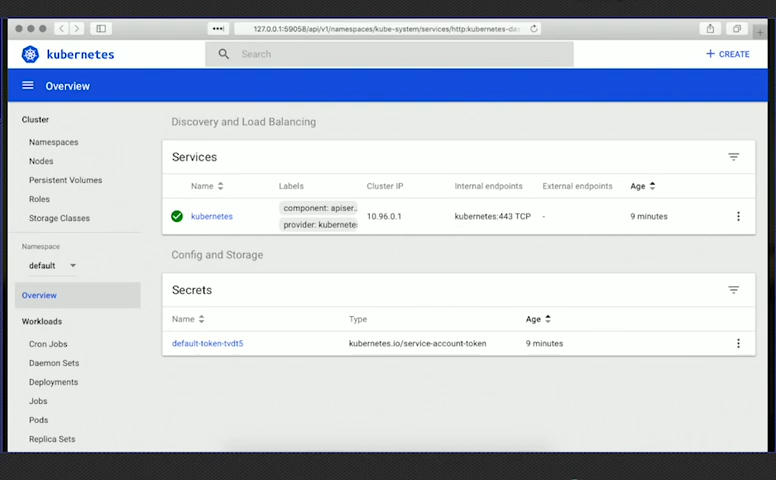 127.0.0.1:59058/api/v1/namespaces/kube-system/services/http:kubernetes-das
kubernetes
Search
+ CREATE
Overview
Cluster
Namespaces
Nodes
Persistent Volumes
Roles
Storage Classes
Namespace
default
Overview
Workloads
Cron Jobs
Daemon Sets
Deployments
Jobs
Pods
Replica Sets
Discovery and Load Balancing
Services
Name Labels Cluster IP Internal endpoints External endpoints Age
kubernetes component: apiser.. provider: kubernetes 10.96.0.1 kubernetes:443 TCP - 9 minutes
Config and Storage
Secrets
Name Type Age
default-token-tvdt5 kubernetes.io/service-account-token 9 minutes